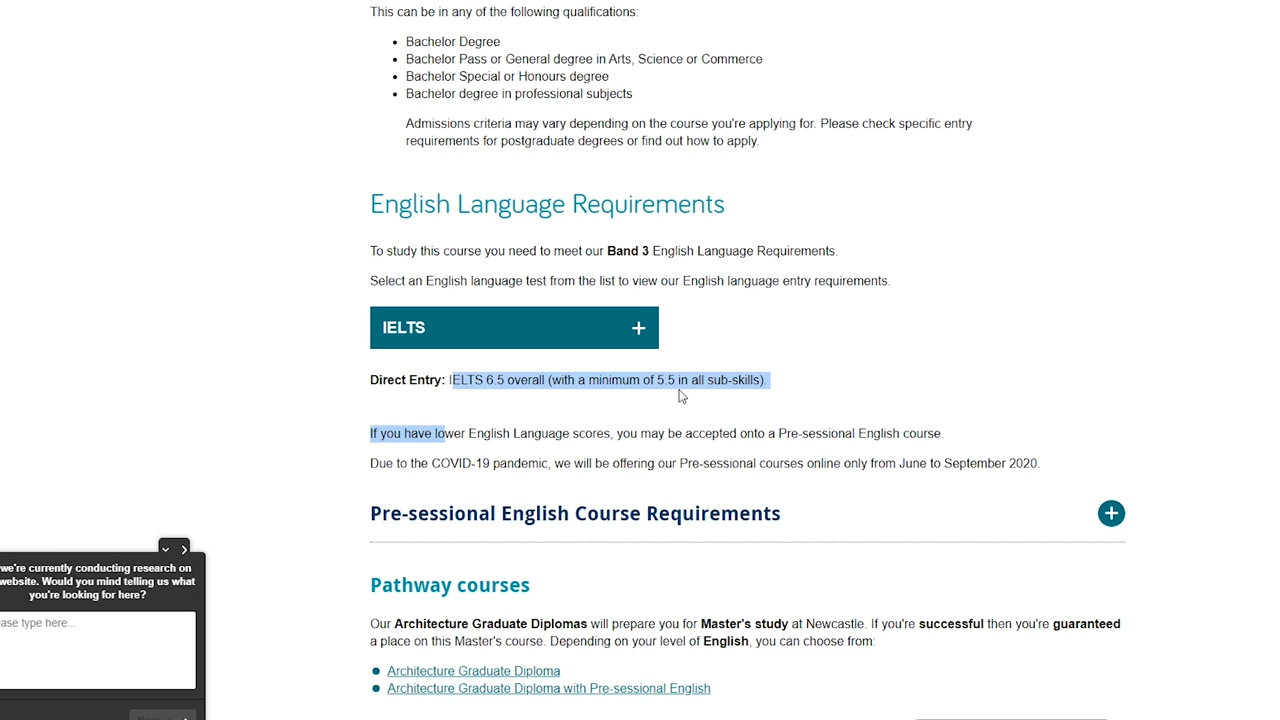 This can be in any of the following qualifications:
Bachelor Degree
Bachelor Pass or General degree in Arts, Science or Commerce
Bachelor Special or Honours degree
Bachelor degree in professional subjects
Admissions criteria may vary depending on the course you're applying for. Please check specific entry
requirements for postgraduate degrees or find out how to apply.
English Language Requirements
To study this course you need to meet our Band 3 English Language Requirements.
Select an English language test from the list to view our English language entry requirements.
IELTS +
Direct Entry: IELTS 6.5 overall (with a minimum of 5.5 in all sub-skills).
If you have lower English Language scores, you may be accepted onto a Pre-sessional English course.
Due to the COVID-19 pandemic, we will be offering our Pre-sessional courses online only from June to September 2020.
Pre-sessional English Course Requirements
Pathway courses
Our Architecture Graduate Diplomas will prepare you for Master's study at Newcastle. If you're successful then you're guaranteed
a place on this Master's course. Depending on your level of English, you can choose from:
Architecture Graduate Diploma
Architecture Graduate Diploma with Pre-sessional English
we're currently conducting research on
website. Would you mind telling us what
you're looking for here?
ase type here...